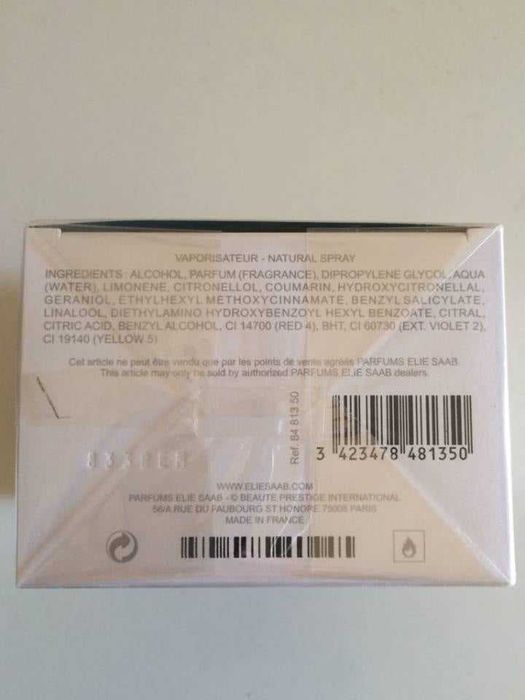 VAPORISATEUR - NATURAL SPRAY
INGREDIENTS : ALCOHOL, PARFUM (FRAGRANCE), DIPROPYLENE GLYCOL, AQUA
(WATER), LIMONENE, CITRONELLOL, COUMARIN, HYDROXYCITRONELLAL,
GERANIOL, ETHYLHEXYL METHOXYCINNAMATE, BENZYL SALICYLATE,
LINALOOL, DIETHYLAMINO HYDROXYBENZOYL HEXYL BENZOATE, CITRAL,
CITRIC ACID, BENZYL ALCOHOL, CI 14700 (RED 4), BHT, CI 60730 (EXT. VIOLET 2),
CI 19140 (YELLOW 5)
Cet article ne peut être vendu que par les points de vente agréés PARFUMS ELIE SAAB.
This article may only be sold by authorized PARFUMS ELIE SAAB dealers.
Ref. 84 813 50
3 423478 481350
WWW.ELIESAAB.COM
PARFUMS ELIE SAAB - © BEAUTE PRESTIGE INTERNATIONAL
56/A RUE DU FAUBOURG ST HONORE 75008 PARIS
MADE IN FRANCE